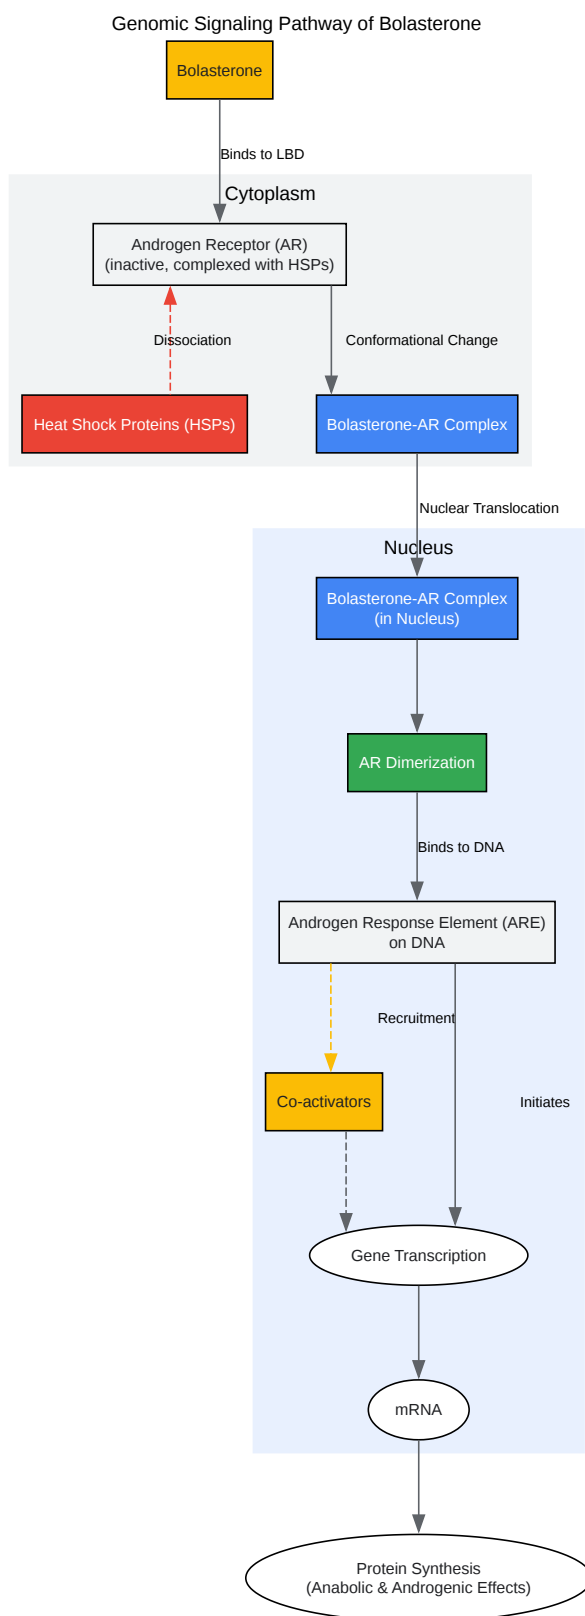 Genomic Signaling Pathway of Bolasterone
Bolasterone
Binds to LBD
Cytoplasm
Androgen Receptor (AR)
(inactive, complexed with HSPs)
Dissociation
Conformational Change
Heat Shock Proteins (HSPs)
Bolasterone-AR Complex
Nuclear Translocation
Nucleus
Bolasterone-AR Complex
(in Nucleus)
AR Dimerization
Binds to DNA
Androgen Response Element (ARE)
on DNA
Recruitment
Co-activators
Initiates
Gene Transcription
mRNA
Protein Synthesis
(Anabolic & Androgenic Effects)